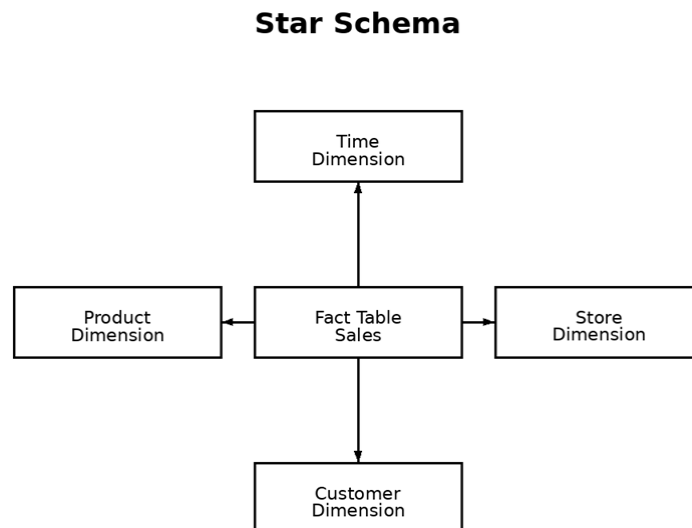 Star Schema
Time
Dimension
Product
Dimension
Fact Table
Sales
Store
Dimension
Customer
Dimension